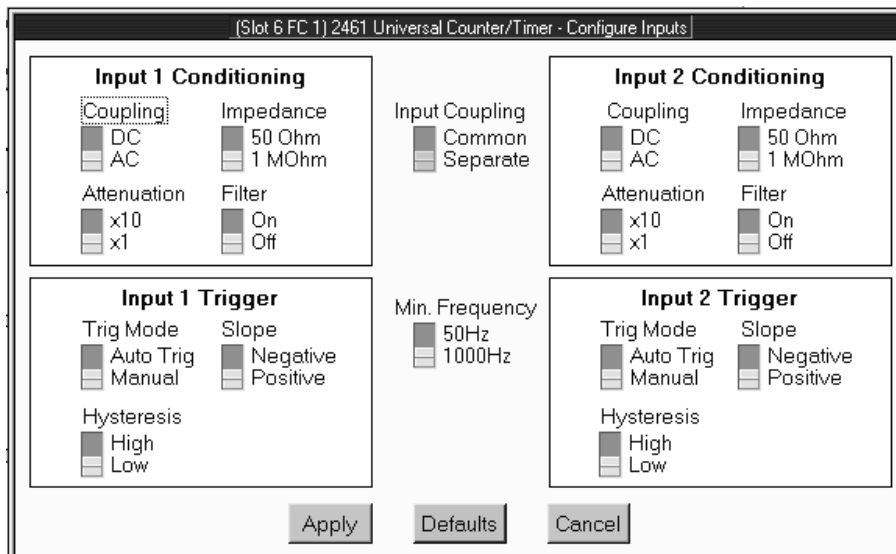 (Slot 6 FC 1) 2461 Universal Counter/Timer - Configure Inputs
Input 1 Conditioning
Coupling
DC
AC
Impedance
50 Ohm
1 MOhm
Attenuation
x10
x1
Filter
On
Off
Input Coupling
Common
Separate
Input 2 Conditioning
Coupling
DC
AC
Impedance
50 Ohm
1 MOhm
Attenuation
x10
x1
Filter
On
Off
Input 1 Trigger
Trig Mode
Auto Trig
Manual
Slope
Negative
Positive
Hysteresis
High
Low
Min. Frequency
50Hz
1000Hz
Input 2 Trigger
Trig Mode
Auto Trig
Manual
Slope
Negative
Positive
Hysteresis
High
Low
Apply
Defaults
Cancel